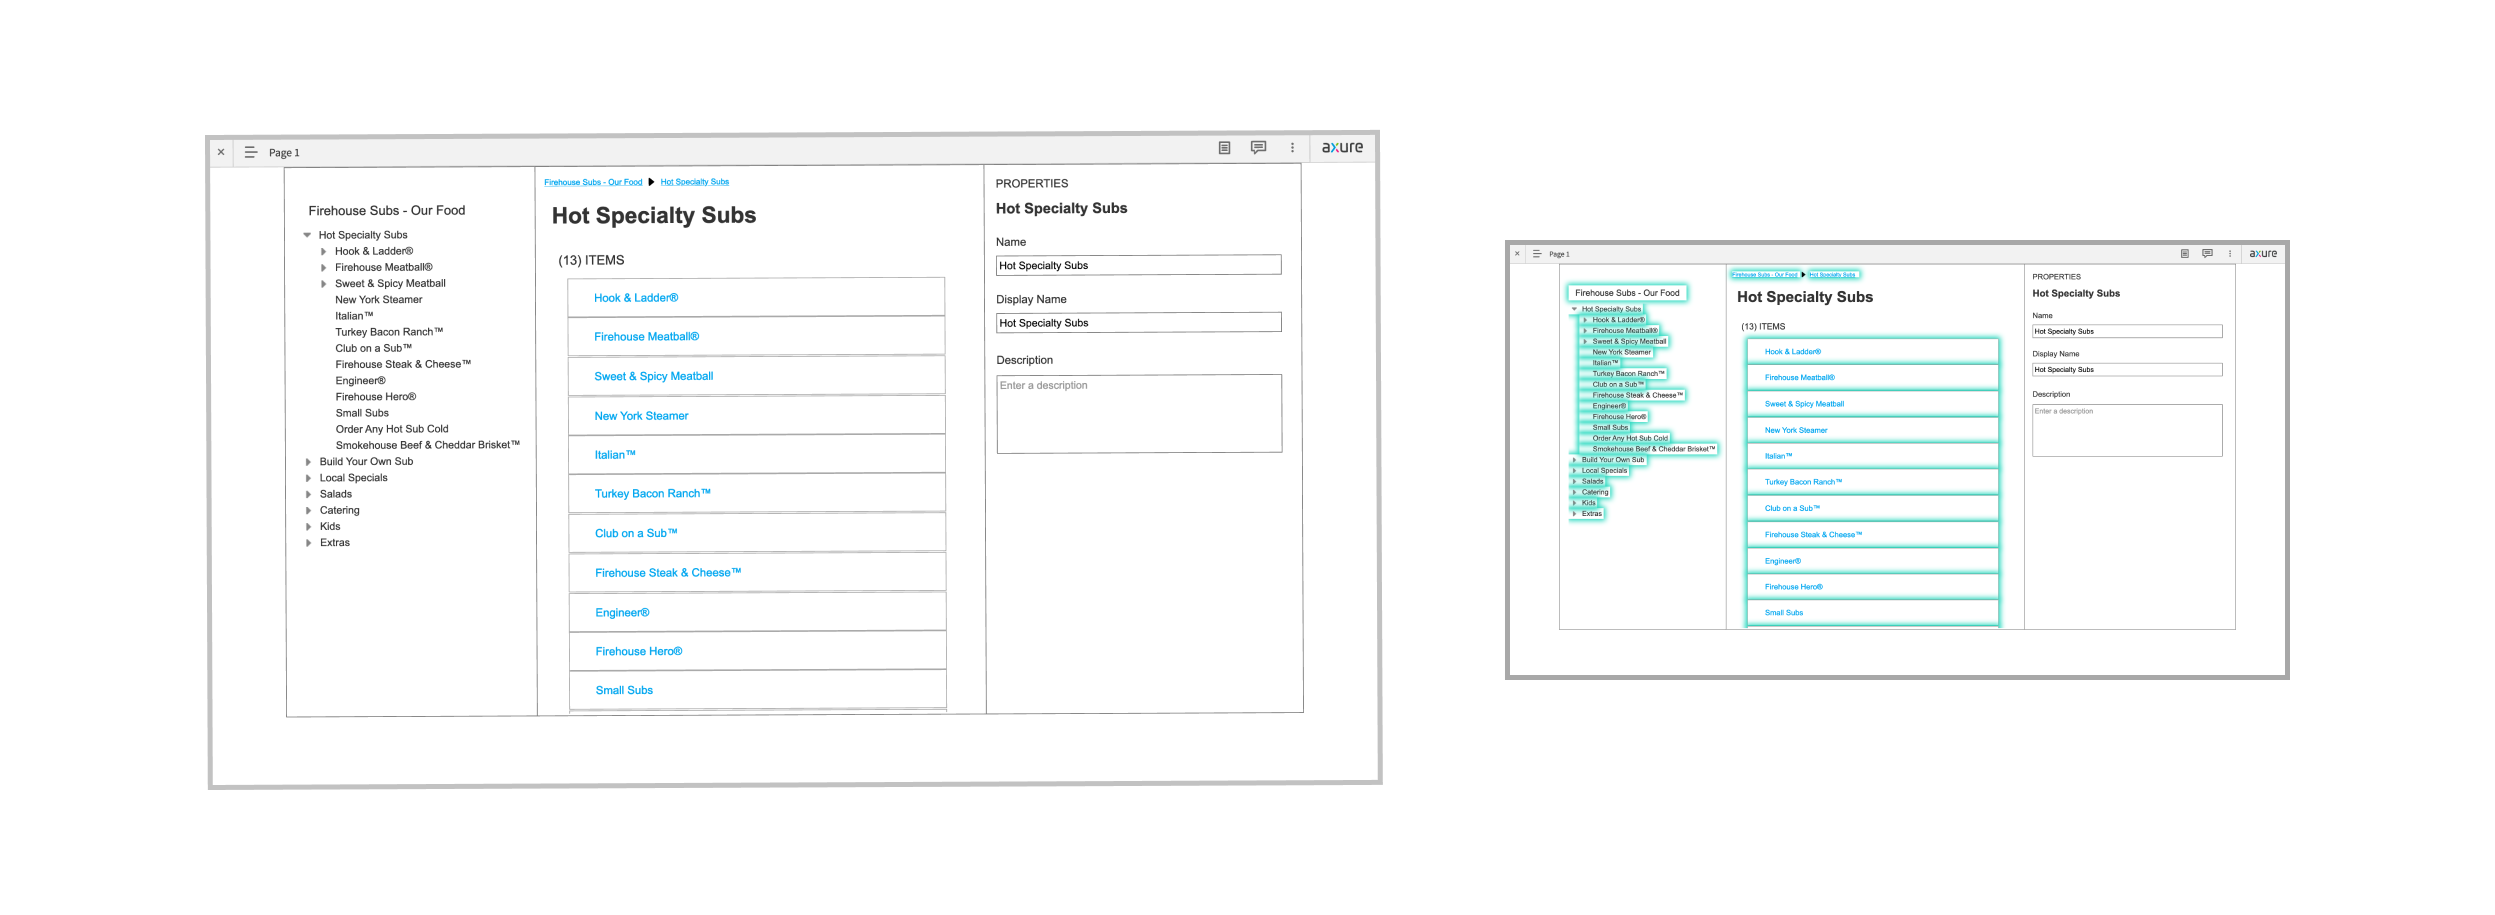 Page 1
axure
Firehouse Subs - Our Food
Hot Specialty Subs
Hook & Ladder®
Firehouse Meatball®
Sweet & Spicy Meatball
New York Steamer
Italian™
Turkey Bacon Ranch™
Club on a Sub™
Firehouse Steak & Cheese™
Engineer®
Firehouse Hero®
Small Subs
Order Any Hot Sub Cold
Smokehouse Beef & Cheddar Brisket™
Build Your Own Sub
Local Specials
Salads
Catering
Kids
Extras
Firehouse Subs - Our Food Hot Specialty Subs
Hot Specialty Subs
(13) ITEMS
Hook & Ladder®
Firehouse Meatball®
Sweet & Spicy Meatball
New York Steamer
Italian™
Turkey Bacon Ranch™
Club on a Sub™
Firehouse Steak & Cheese™
Engineer®
Firehouse Hero®
Small Subs
PROPERTIES
Hot Specialty Subs
Name
Hot Specialty Subs
Display Name
Hot Specialty Subs
Description
Enter a description
Page 1
axure
Firehouse Subs - Our Food
Hot Specialty Subs
Hook & Ladder®
Firehouse Meatball®
Sweet & Spicy Meatball
New York Steamer
Italian™
Turkey Bacon Ranch™
Club on a Sub™
Firehouse Steak & Cheese™
Engineer®
Firehouse Hero®
Small Subs
Order Any Hot Sub Cold
Smokehouse Beef & Cheddar Brisket™
Build Your Own Sub
Local Specials
Salads
Catering
Kids
Extras
Firehouse Subs - Our Food Hot Specialty Subs
Hot Specialty Subs
(13) ITEMS
Hook & Ladder®
Firehouse Meatball®
Sweet & Spicy Meatball
New York Steamer
Italian™
Turkey Bacon Ranch™
Club on a Sub™
Firehouse Steak & Cheese™
Engineer®
Firehouse Hero®
Small Subs
PROPERTIES
Hot Specialty Subs
Name
Hot Specialty Subs
Display Name
Hot Specialty Subs
Description
Enter a description